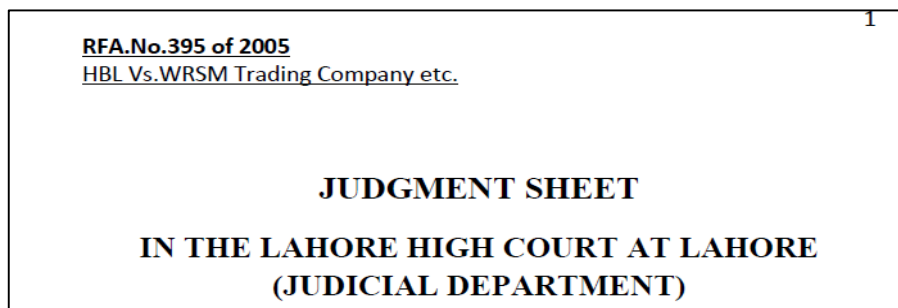 1
RFA.No.395 of 2005
HBL Vs.WRSM Trading Company etc.
JUDGMENT SHEET
IN THE LAHORE HIGH COURT AT LAHORE
(JUDICIAL DEPARTMENT)